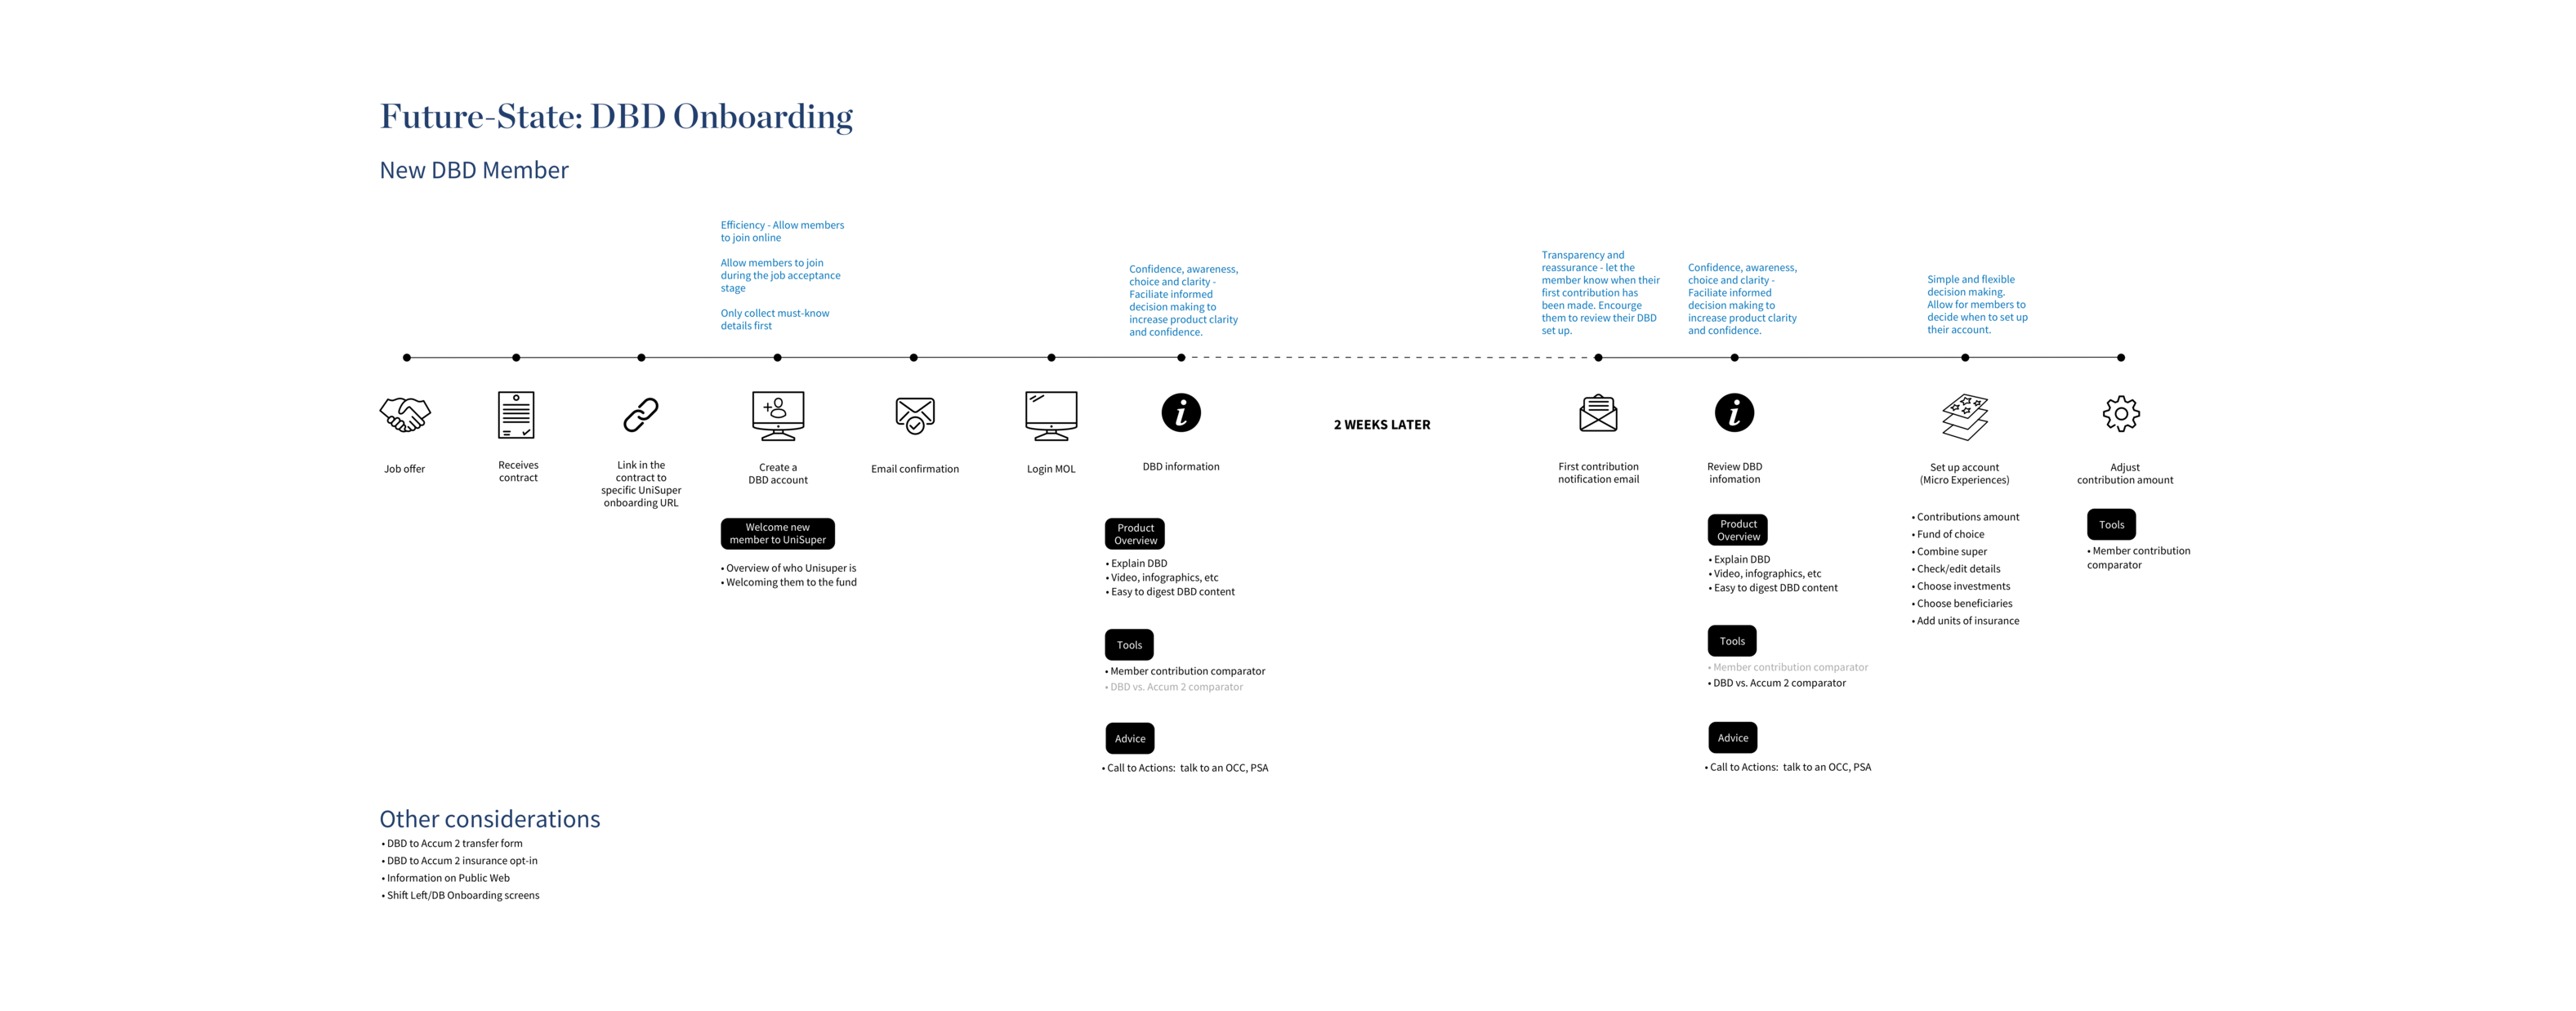 Future-State: DBD Onboarding
New DBD Member
Efficiency - Allow members
to join online
Allow members to join
during the job acceptance
stage
Only collect must-know
details first
Confidence, awareness,
choice and clarity -
Faciliate informed
decision making to
increase product clarity
and confidence.
Transparency and
reassurance - let the
member know when their
first contribution has
been made. Encourge
them to review their DBD
set up.
Confidence, awareness,
choice and clarity -
Faciliate informed
decision making to
increase product clarity
and confidence.
Simple and flexible
decision making.
Allow for members to
decide when to set up
their account.
Job offer
Receives
contract
Link in the
contract to
specific UniSuper
onboarding URL
Create a
DBD account
Welcome new
member to UniSuper
• Overview of who Unisuper is
• Welcoming them to the fund
Email confirmation
Login MOL
DBD information
Product
Overview
• Explain DBD
• Video, infographics, etc
• Easy to digest DBD content
Tools
• Member contribution comparator
• DBD vs. Accum 2 comparator
Advice
• Call to Actions: talk to an OCC, PSA
2 WEEKS LATER
First contribution
notification email
Review DBD
infomation
Product
Overview
• Explain DBD
• Video, infographics, etc
• Easy to digest DBD content
Tools
• Member contribution comparator
• DBD vs. Accum 2 comparator
Advice
• Call to Actions: talk to an OCC, PSA
Set up account
(Micro Experiences)
• Contributions amount
• Fund of choice
• Combine super
• Check/edit details
• Choose investments
• Choose beneficiaries
• Add units of insurance
Adjust
contribution amount
Tools
• Member contribution
comparator
Other considerations
• DBD to Accum 2 transfer form
• DBD to Accum 2 insurance opt-in
• Information on Public Web
• Shift Left/DB Onboarding screens